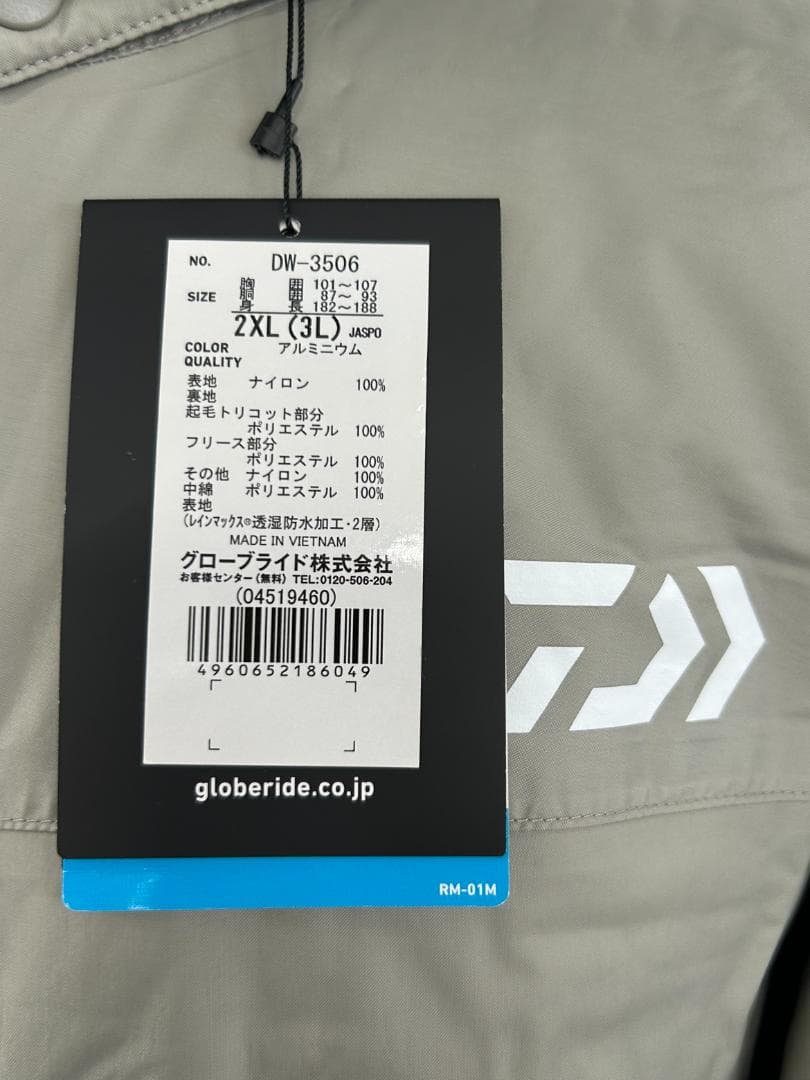 NO. DW-3506
SIZE 胸囲 101～107
胴囲 87～ 93
身長 182～188
2XL(3L) JASPO
COLOR アルミニウム
QUALITY
表地 ナイロン 100%
裏地
起毛トリコット部分
ポリエステル 100%
フリース部分
ポリエステル 100%
その他 ナイロン 100%
中綿 ポリエステル 100%
表地
(ﾚｲﾝﾏｯｸｽ®透湿防水加工・2層)
MADE IN VIETNAM
グローブライド株式会社
お客様センター(無料) TEL:0120-506-204
(04519460)
4960652186049
globeride.co.jp
RM-01M